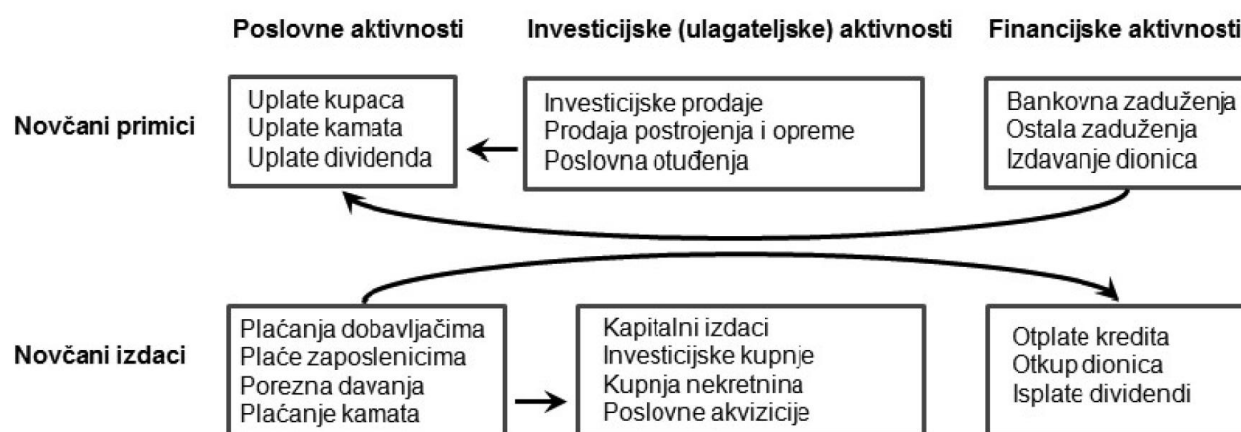 Poslovne aktivnosti
Investicijske (ulagateljske) aktivnosti
Financijske aktivnosti
Novčani primici
Uplate kupaca
Uplate kamata
Uplate dividenda
Investicijske prodaje
Prodaja postrojenja i opreme
Poslovna otuđenja
Bankovna zaduženja
Ostala zaduženja
Izdavanje dionica
Novčani izdaci
Plaćanja dobavljačima
Plaće zaposlenicima
Porezna davanja
Plaćanje kamata
Kapitalni izdaci
Investicijske kupnje
Kupnja nekretnina
Poslovne akvizicije
Otplate kredita
Otkup dionica
Isplate dividendi